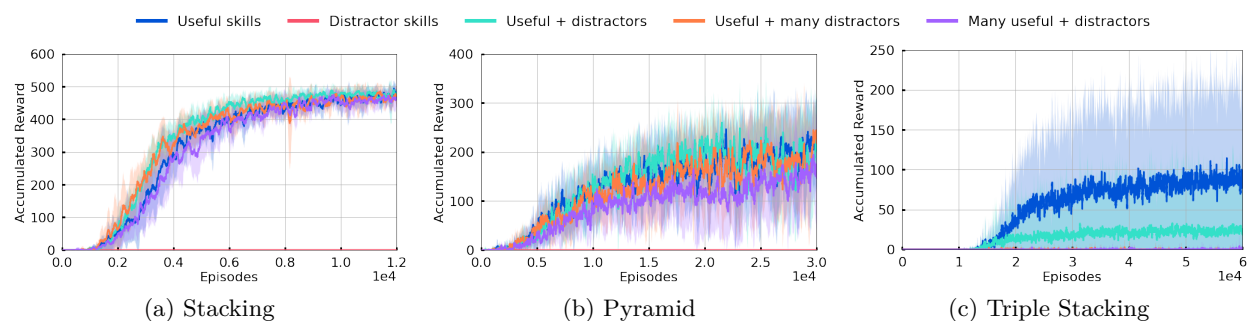 Useful skills Distractor skills Useful + distractors Useful + many distractors Many useful + distractors
Accumulated Reward
600
500
400
300
200
100
0
0.0 0.2 0.4 0.6 0.8 1.0 1.2
Episodes
1e4
(a) Stacking
Accumulated Reward
400
300
200
100
0
0.0 0.5 1.0 1.5 2.0 2.5 3.0
Episodes
1e4
(b) Pyramid
Accumulated Reward
250
200
150
100
50
0
0 1 2 3 4 5 6
Episodes
1e4
(c) Triple Stacking